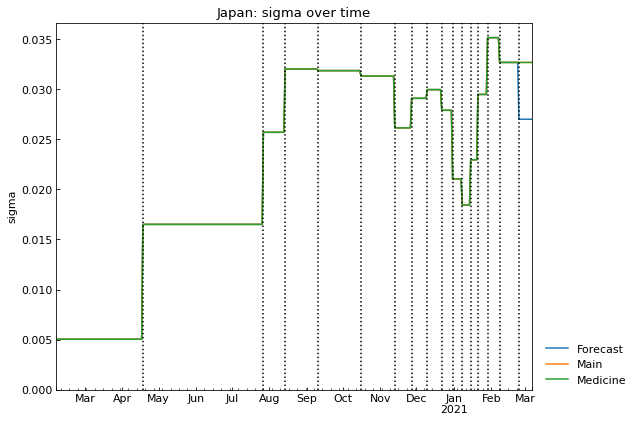 Japan: sigma over time
sigma
0.035
0.030
0.025
0.020
0.015
0.010
0.005
0.000
Mar Apr May Jun Jul Aug Sep Oct Nov Dec Jan Feb Mar
2021
Forecast
Main
Medicine